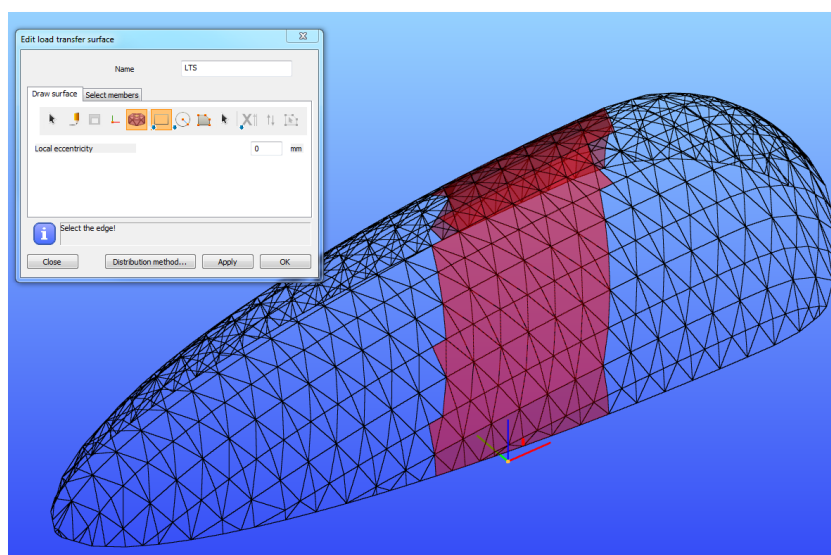 Edit load transfer surface
Name
LTS
Draw surface
Select members
Local eccentricity
0
mm
Select the edge!
Close
Distribution method...
Apply
OK